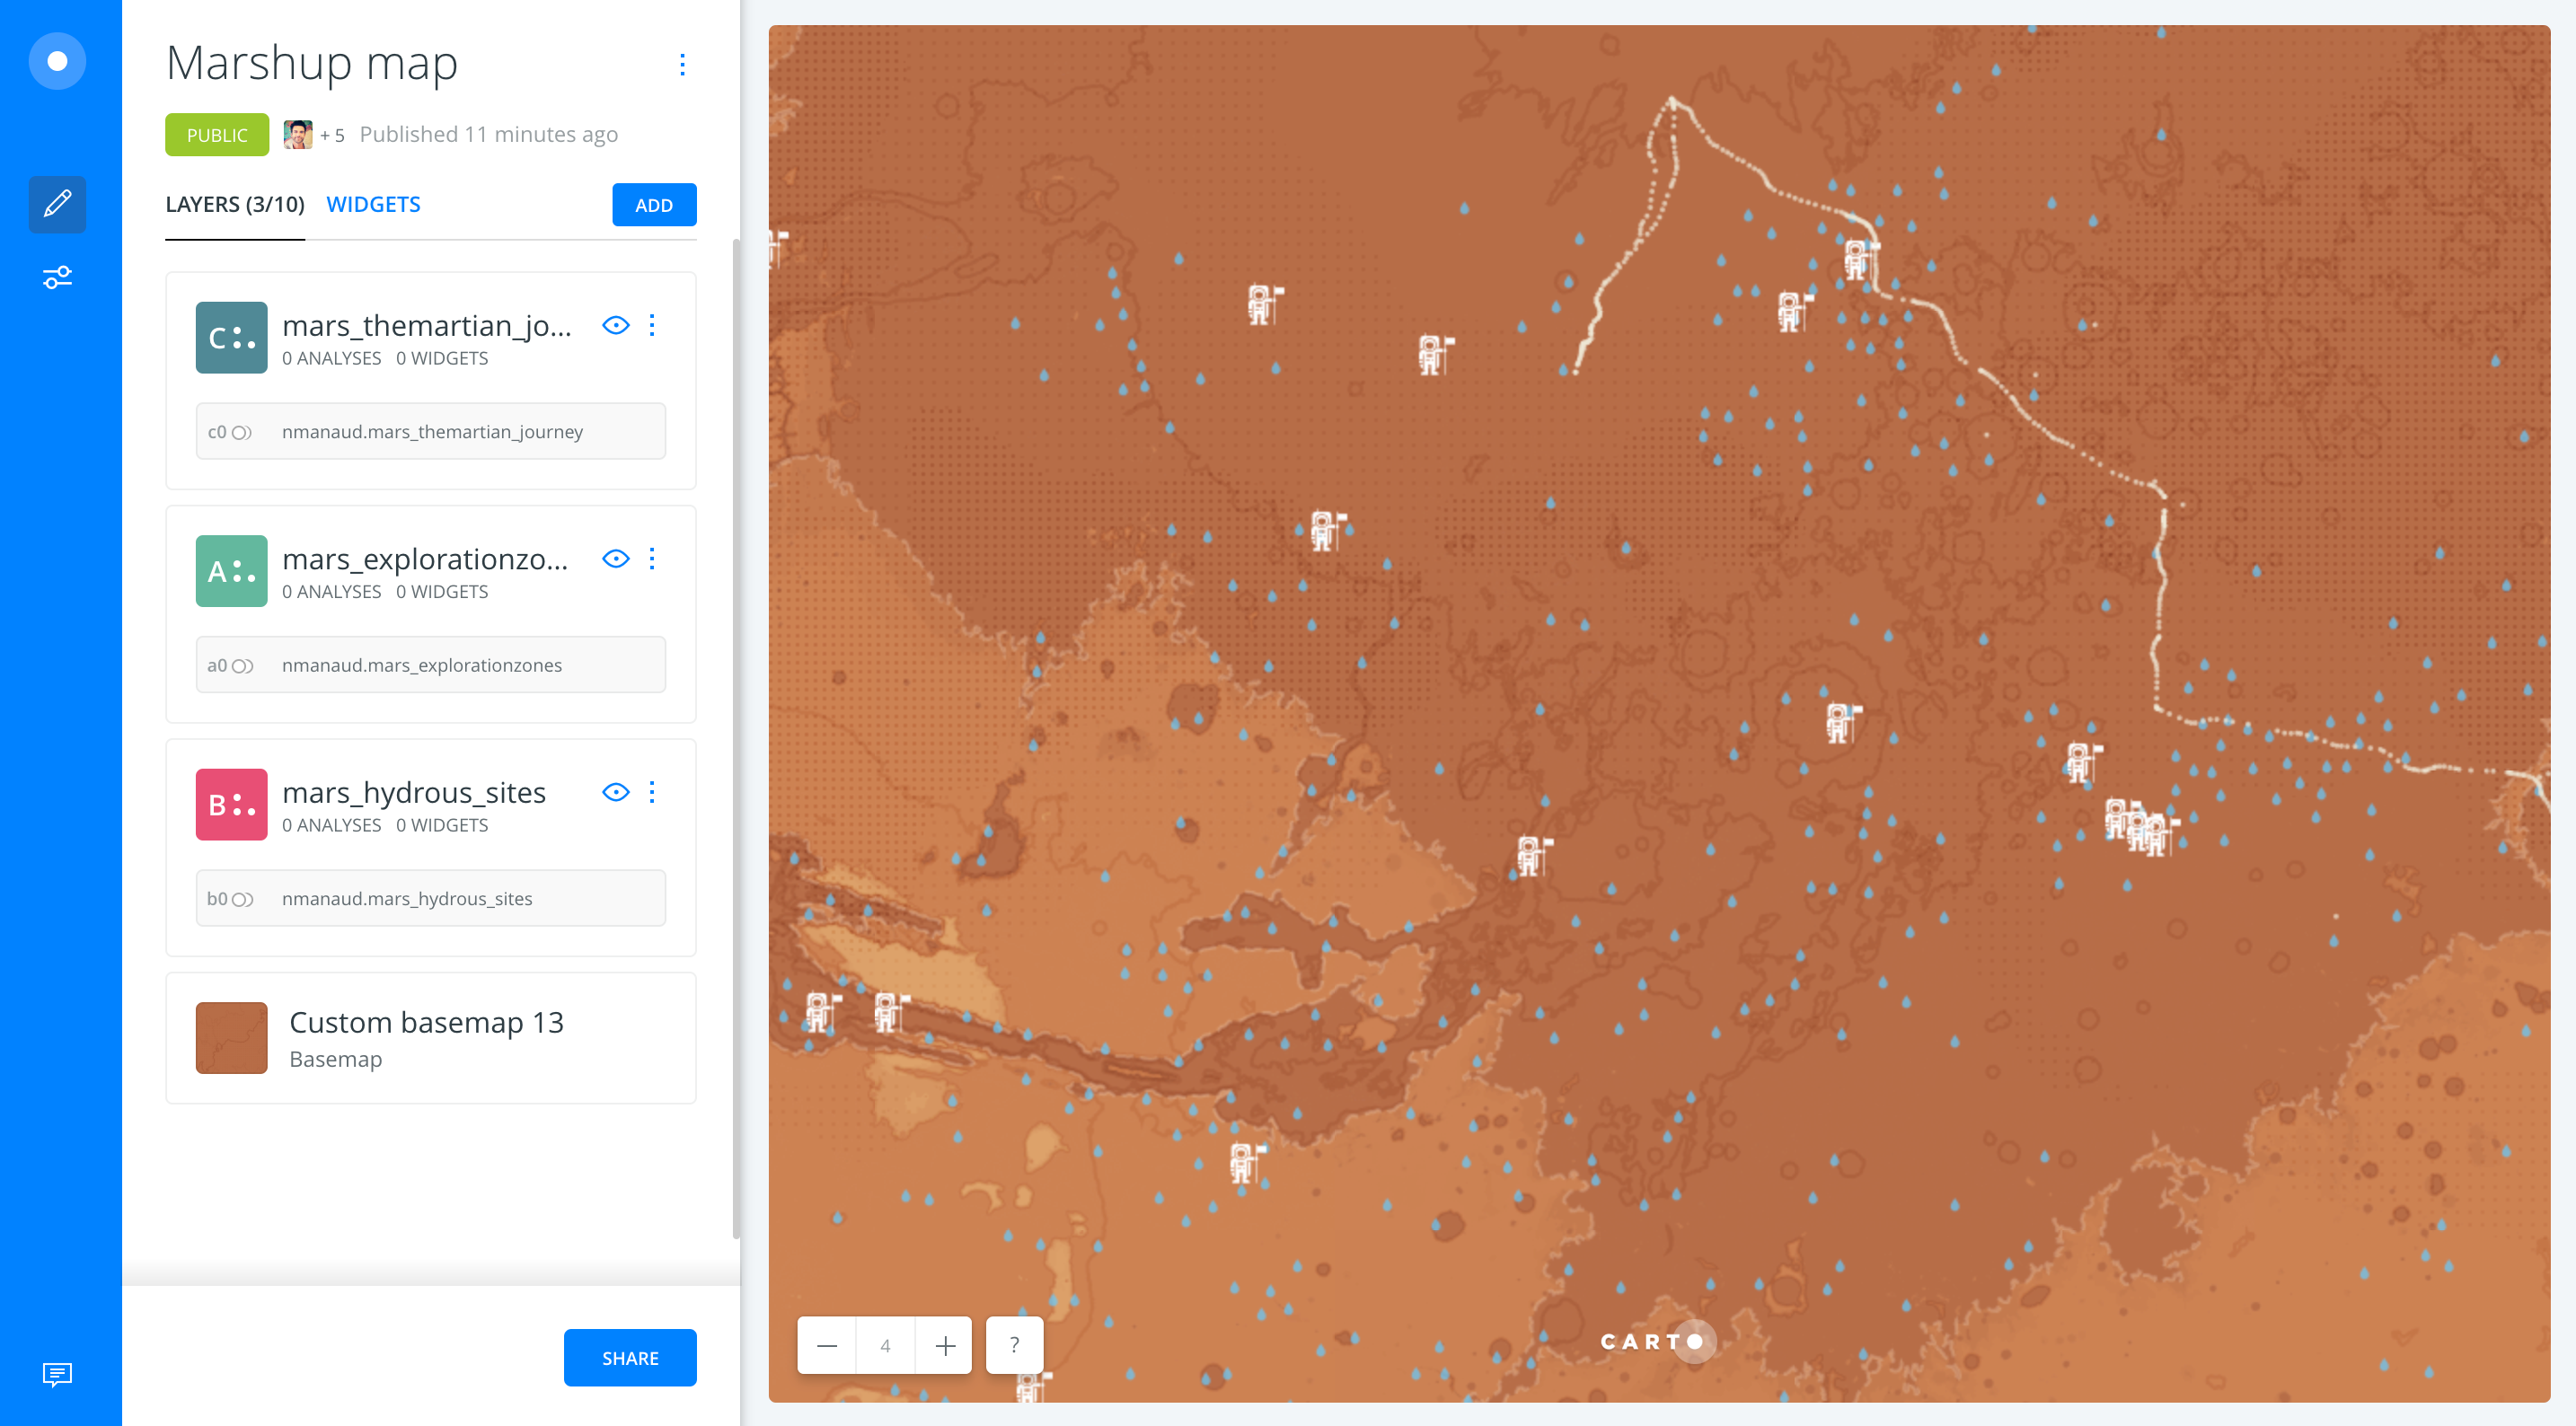 Marshup map
PUBLIC + 5 Published 11 minutes ago
LAYERS (3/10) WIDGETS ADD
C mars_themartian_jo...
0 ANALYSES 0 WIDGETS
c0 nmanaud.mars_themartian_journey
A mars_explorationzo...
0 ANALYSES 0 WIDGETS
a0 nmanaud.mars_explorationzones
B mars_hydrous_sites
0 ANALYSES 0 WIDGETS
b0 nmanaud.mars_hydrous_sites
Custom basemap 13
Basemap
SHARE
4 ?
CARTO